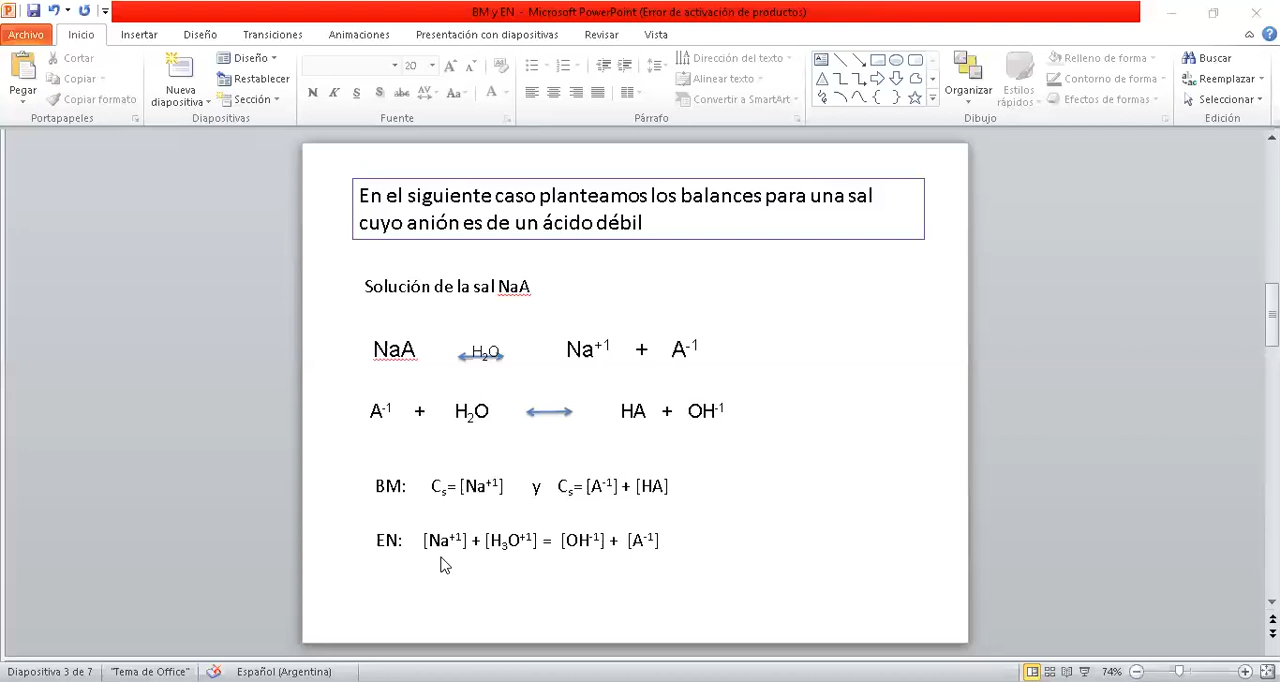 BM y EN - Microsoft PowerPoint (Error de activación de productos)
Archivo Inicio Insertar Diseño Transiciones Animaciones Presentación con diapositivas Revisar Vista
Pegar
Cortar
Copiar
Copiar formato
Portapapeles
Nueva
diapositiva
Diseño
Restablecer
Sección
Diapositivas
20
N K S S abc AV Aa A
Fuente
Dirección del texto
Alinear texto
Convertir a SmartArt
Párrafo
Organizar
Estilos
rápidos
Relleno de forma
Contorno de forma
Efectos de formas
Dibujo
Buscar
Reemplazar
Seleccionar
Edición
En el siguiente caso planteamos los balances para una sal
cuyo anión es de un ácido débil
Solución de la sal NaA
NaA H₂O Na⁺¹ + A⁻¹
A⁻¹ + H₂O ⟷ HA + OH⁻¹
BM: Cₛ= [Na⁺¹] y Cₛ= [A⁻¹] + [HA]
EN: [Na⁺¹] + [H₃O⁺¹] = [OH⁻¹] + [A⁻¹]
Diapositiva 3 de 7 "Tema de Office" Español (Argentina) 74%